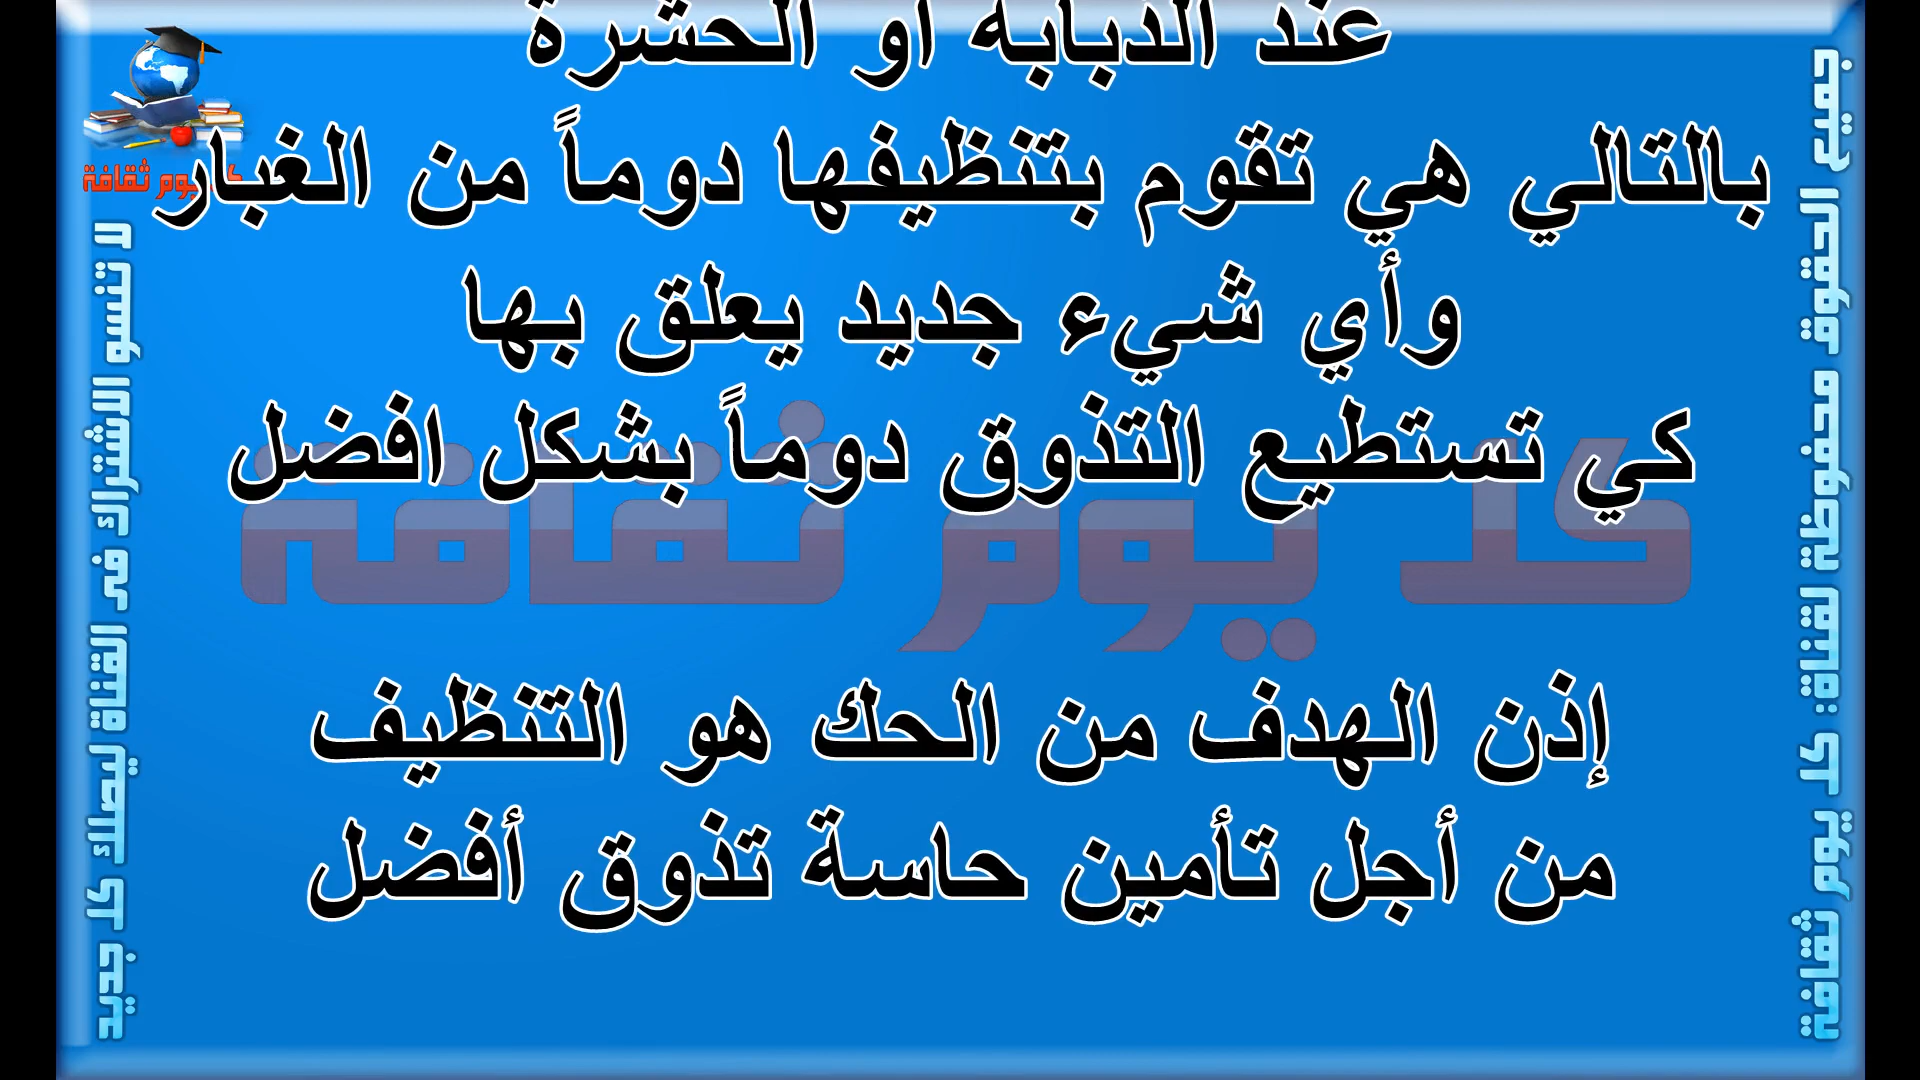 عند الذبابة أو الحشرة
بالتالي هي تقوم بتنظيفها دوماً من الغبار
وأي شيء جديد يعلق بها
كي تستطيع التذوق دوماً بشكل افضل
إذن الهدف من الحك هو التنظيف
من أجل تأمين حاسة تذوق أفضل
كل يوم ثقافة
كل يوم ثقافة
جميع الحقوق محفوظة لقناة: كل يوم ثقافة
لا تنسو الاشتراك فى القناة ليصلك كل جديد